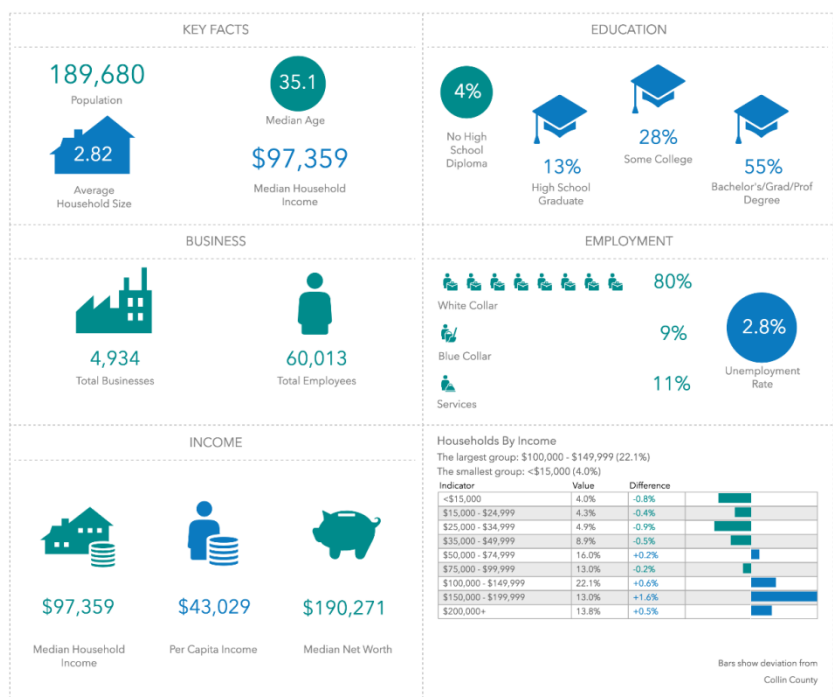 KEY FACTS
189,680
Population
35.1
Median Age
2.82
Average
Household Size
$97,359
Median Household
Income
EDUCATION
4%
No High
School
Diploma
13%
High School
Graduate
28%
Some College
55%
Bachelor's/Grad/Prof
Degree
BUSINESS
4,934
Total Businesses
60,013
Total Employees
EMPLOYMENT
80%
White Collar
9%
Blue Collar
11%
Services
2.8%
Unemployment
Rate
INCOME
$97,359
Median Household
Income
$43,029
Per Capita Income
$190,271
Median Net Worth
Households By Income
The largest group: $100,000 - $149,999 (22.1%)
The smallest group: <$15,000 (4.0%)
Indicator Value Difference
<$15,000 4.0% -0.8%
$15,000 - $24,999 4.3% -0.4%
$25,000 - $34,999 4.9% -0.9%
$35,000 - $49,999 8.9% -0.5%
$50,000 - $74,999 16.0% +0.2%
$75,000 - $99,999 13.0% -0.2%
$100,000 - $149,999 22.1% +0.6%
$150,000 - $199,999 13.0% +1.6%
$200,000+ 13.8% +0.5%
Bars show deviation from
Collin County